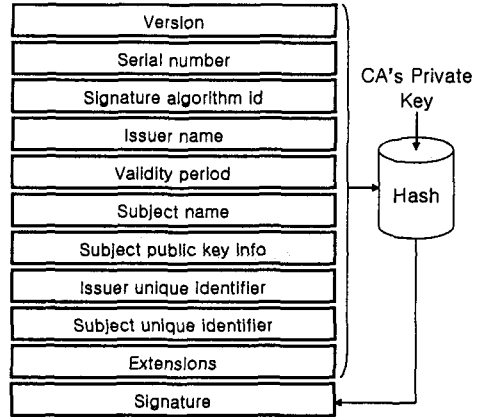 Version
Serial number
Signature algorithm id
Issuer name
Validity period
Subject name
Subject public key info
Issuer unique identifier
Subject unique identifier
Extensions
Signature
CA's Private
Key
Hash